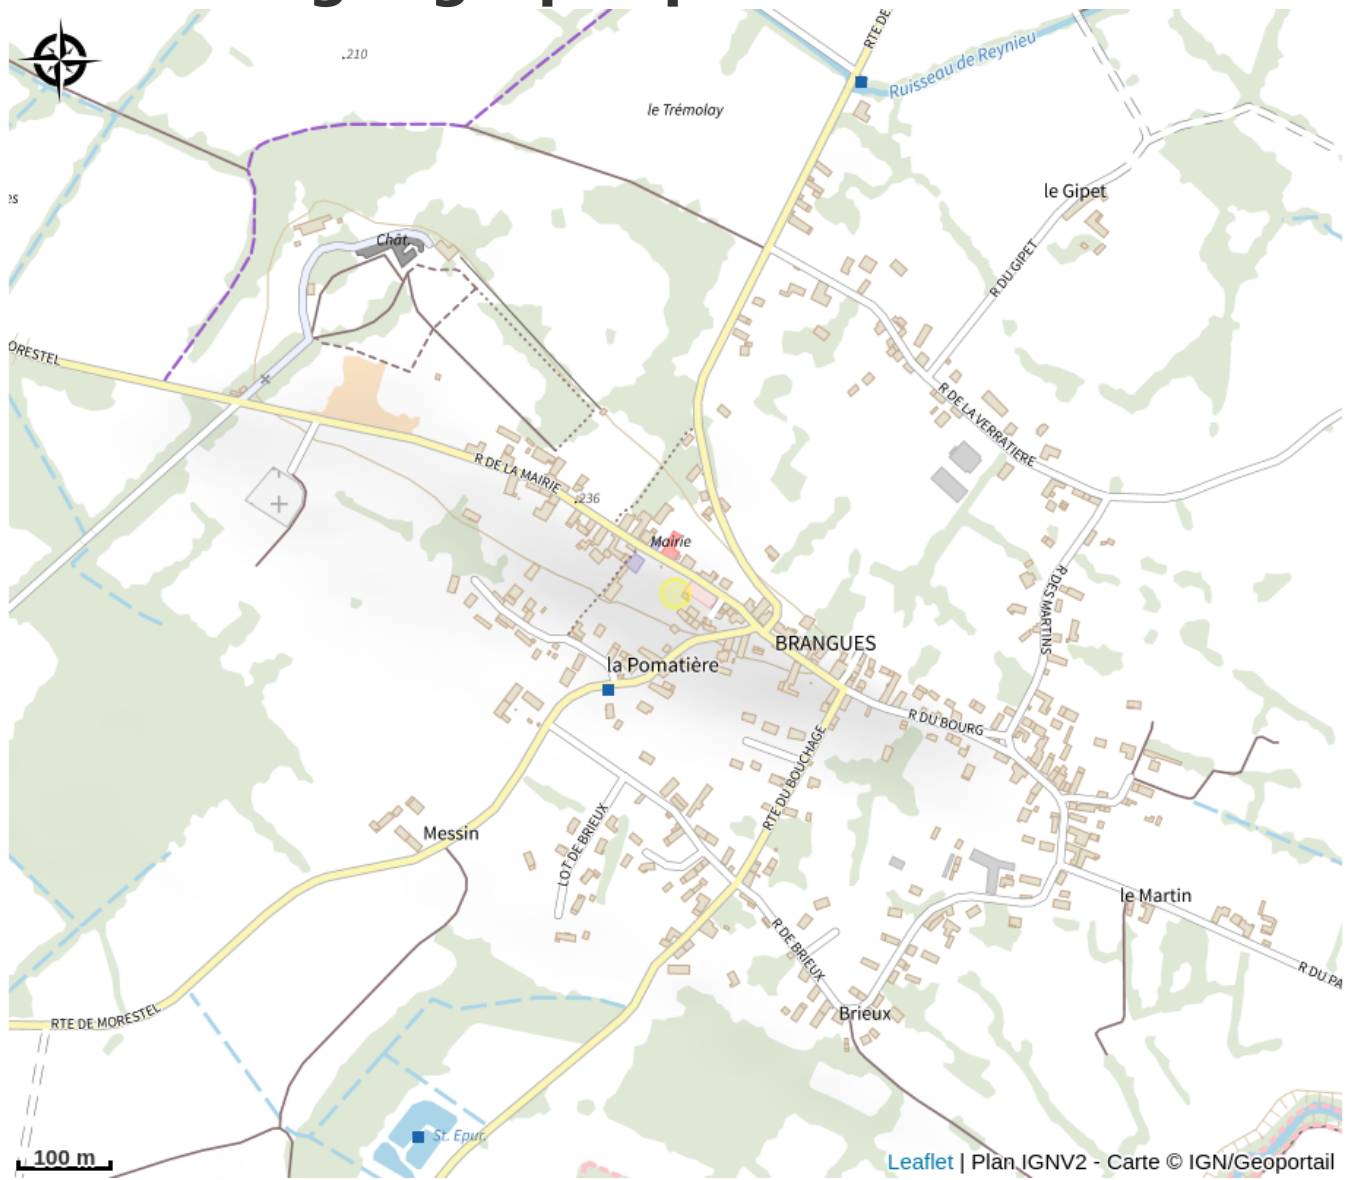 .210
RTE DE
Ruisseau de Reynieu
le Trémolay
le Gipet
es
Chât.
R DU GIPET
ORESTEL
R DE LA VERRATIERE
R DE LA MAIRIE
.236
Mairie
R DES MARTINS
BRANGUES
la Pomatière
R DU BOURG
RTE DU BOUCHAGE
Messin
LOT DE BRIEUX
le Martin
R DE BRIEUX
R DU PA
RTE DE MORESTEL
Brieux
St. Epur.
100 m
Leaflet | Plan IGNV2 - Carte © IGN/Geoportail